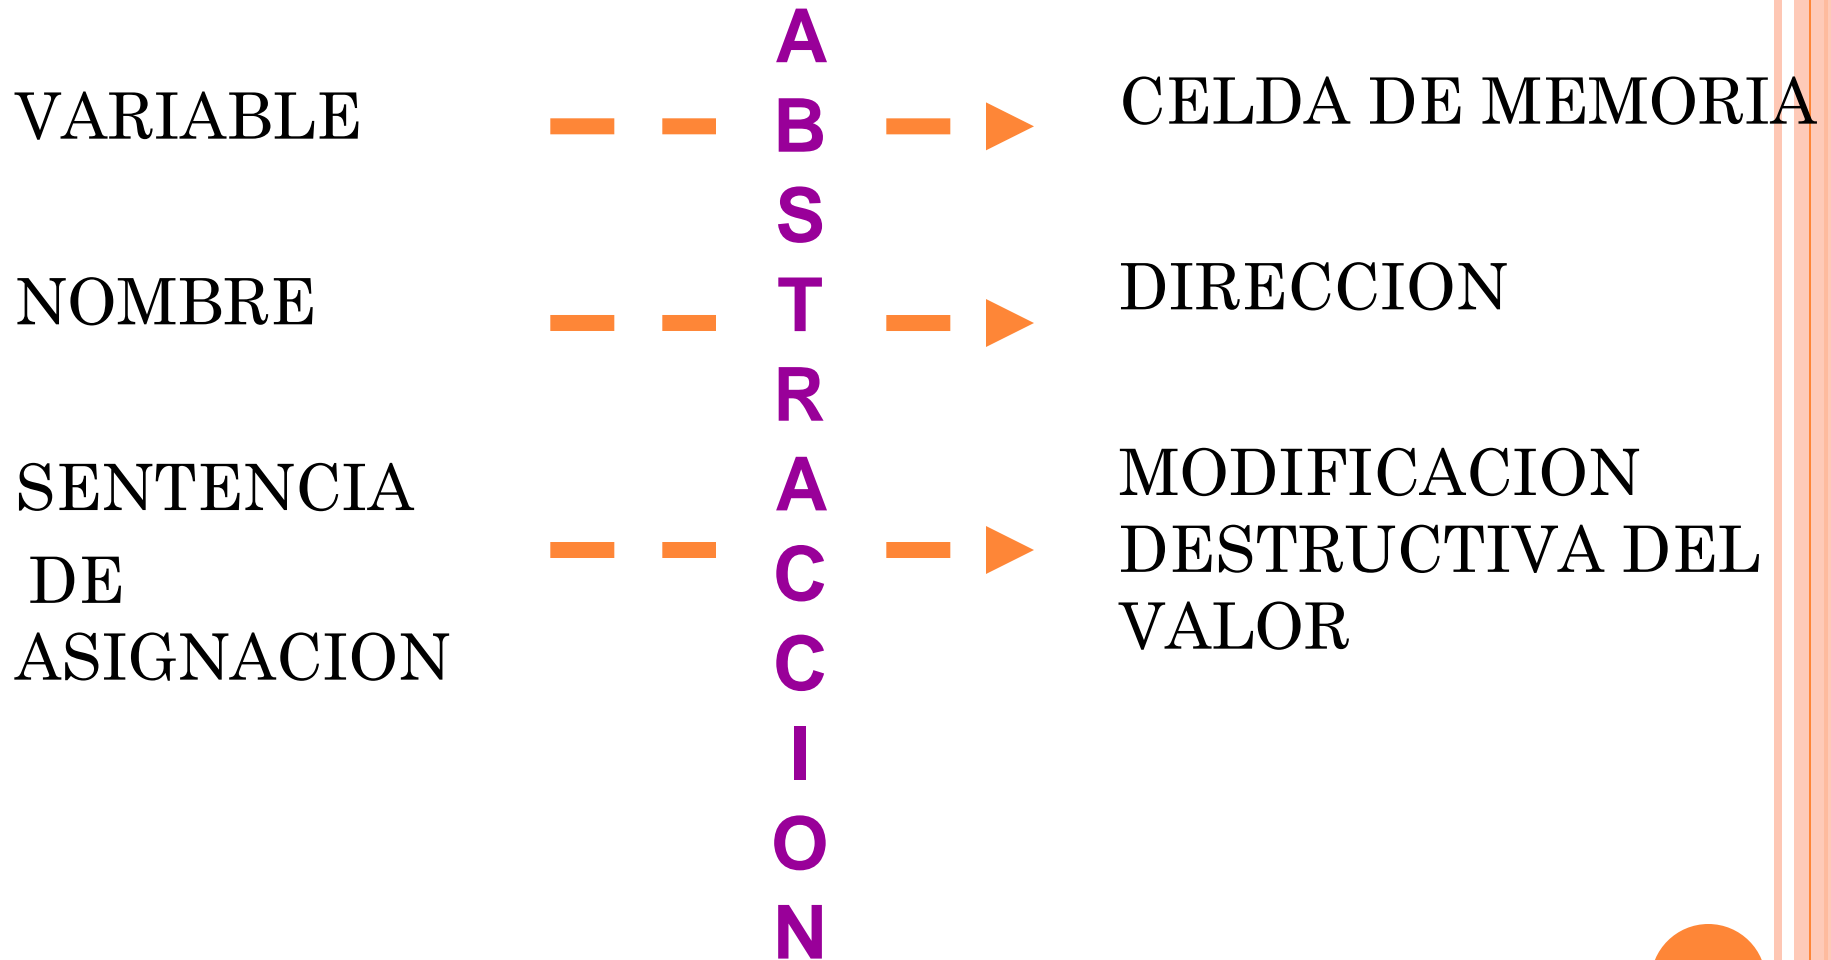 VARIABLE
CELDA DE MEMORIA
NOMBRE
DIRECCION
SENTENCIA
DE
ASIGNACION
MODIFICACION
DESTRUCTIVA DEL
VALOR
A
B
S
T
R
A
C
C
I
O
N